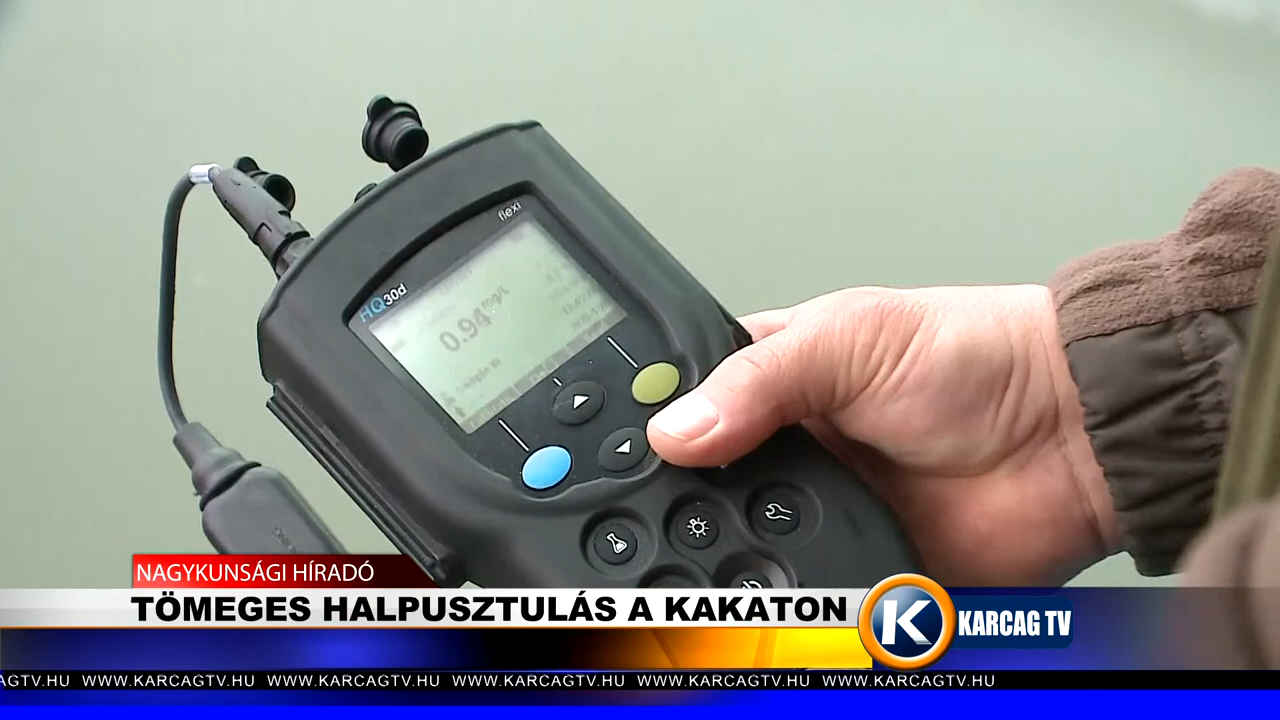 flexi
HQ30d
0.94 mg/L
NAGYKUNSÁGI HÍRADÓ
TÖMEGES HALPUSZTULÁS A KAKATON
K
KARCAG TV
AGTV.HU WWW.KARCAGTV.HU WWW.KARCAGTV.HU WWW.KARCAGTV.HU WWW.KARCAGTV.HU WWW.KARCAGTV.HU